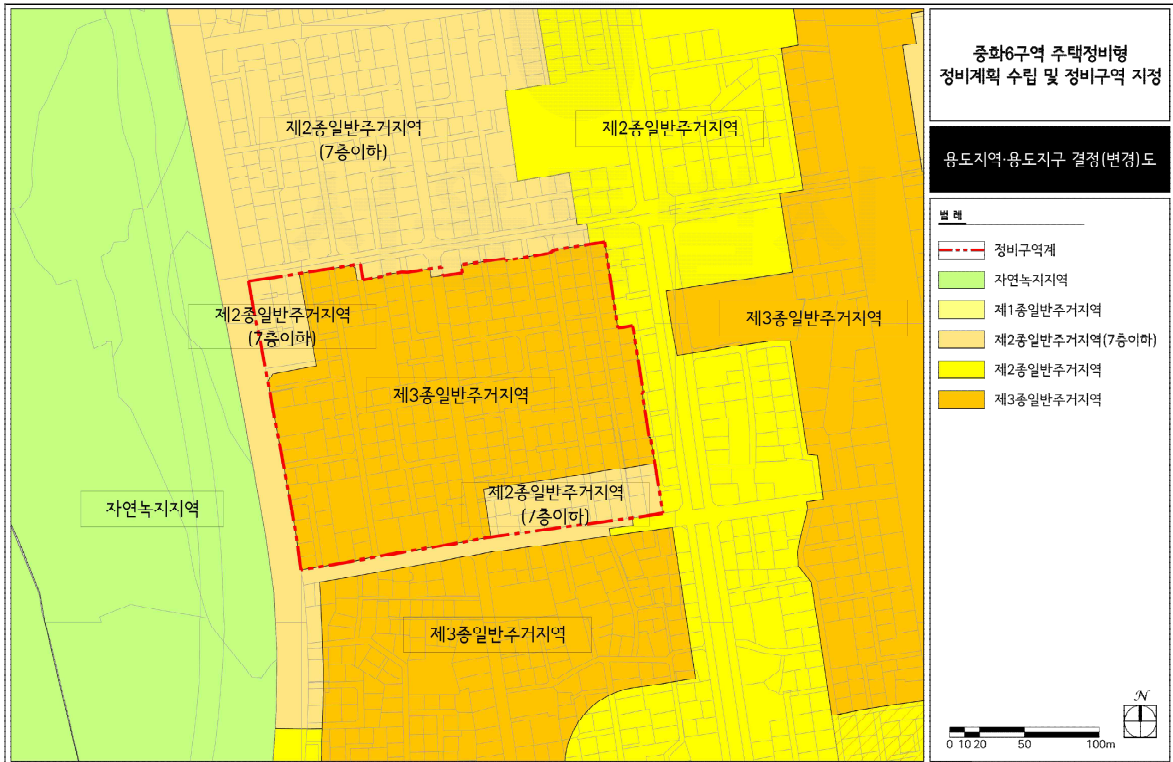 중화6구역 주택정비형
정비계획 수립 및 정비구역 지정
용도지역·용도지구 결정(변경)도
범 례
정비구역계
자연녹지지역
제1종일반주거지역
제2종일반주거지역(7층이하)
제2종일반주거지역
제3종일반주거지역
제2종일반주거지역
(7층이하)
제2종일반주거지역
제2종일반주거지역
(7층이하)
제3종일반주거지역
제3종일반주거지역
제2종일반주거지역
(7층이하)
자연녹지지역
제3종일반주거지역
N
0 10 20 50 100m